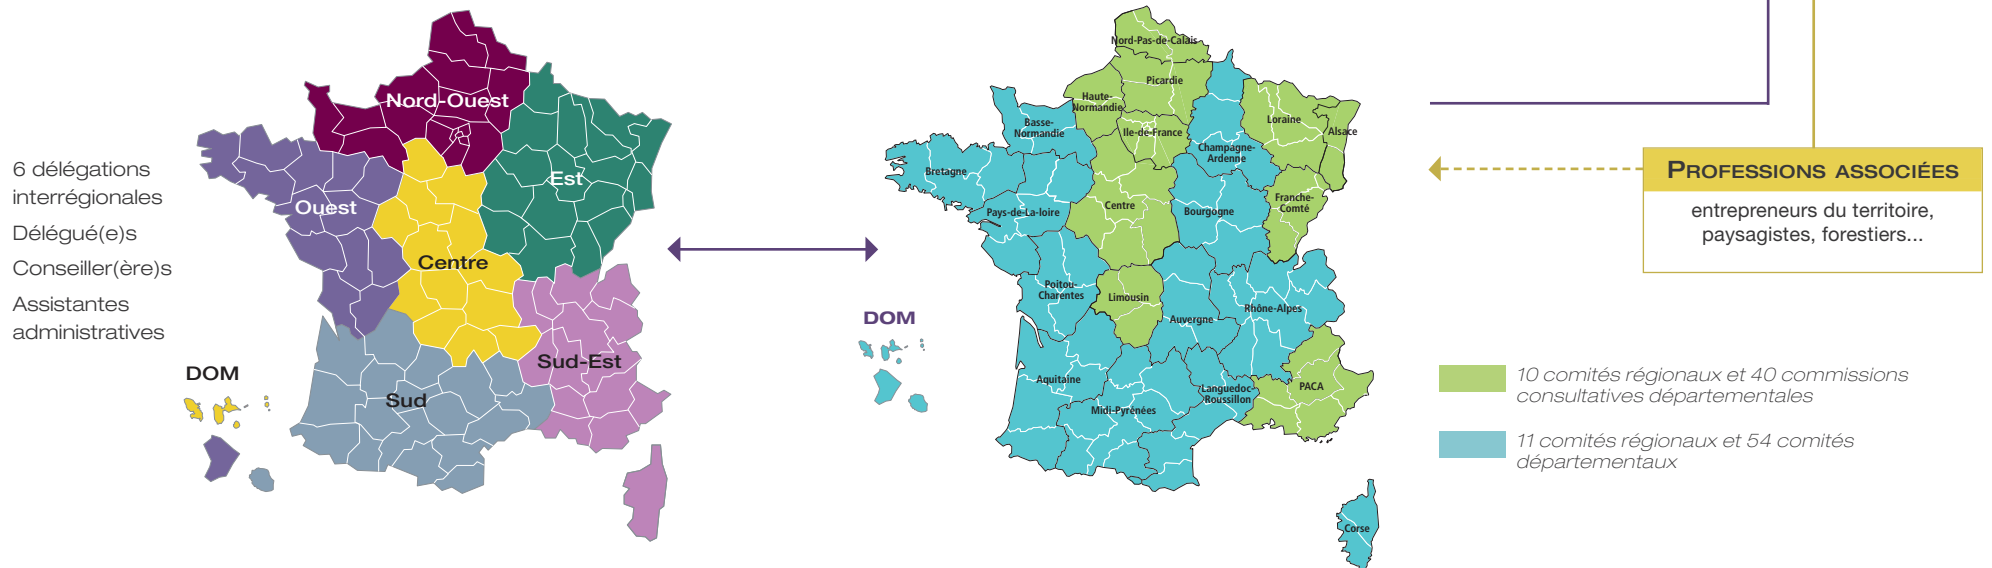 6 délégations
interrégionales
Délégué(e)s
Conseiller(ère)s
Assistantes
administratives
Nord-Ouest
Est
Ouest
Centre
Sud-Est
Sud
DOM
Nord-Pas-de-Calais
Picardie
Haute-
Normandie
Basse-
Normandie
Ile-de-France
Loraine
Alsace
Champagne-
Ardenne
Bretagne
Pays-de-La-loire
Centre
Bourgogne
Franche-
Comté
Poitou-
Charentes
Limousin
Auvergne
Rhône-Alpes
Aquitaine
Midi-Pyrénées
Languedoc-
Roussillon
PACA
Corse
DOM
PROFESSIONS ASSOCIÉES
entrepreneurs du territoire,
paysagistes, forestiers...
10 comités régionaux et 40 commissions
consultatives départementales
11 comités régionaux et 54 comités
départementaux